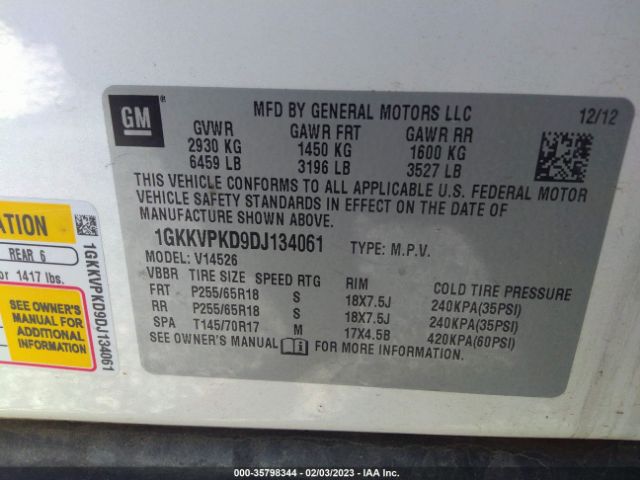 GM
MFD BY GENERAL MOTORS LLC 12/12
GVWR GAWR FRT GAWR RR
2930 KG 1450 KG 1600 KG
6459 LB 3196 LB 3527 LB
THIS VEHICLE CONFORMS TO ALL APPLICABLE U.S. FEDERAL MOTOR
VEHICLE SAFETY STANDARDS IN EFFECT ON THE DATE OF
MANUFACTURE SHOWN ABOVE.
1GKKVPKD9DJ134061 TYPE: M.P.V.
MODEL: V14526
VBBR TIRE SIZE SPEED RTG RIM COLD TIRE PRESSURE
FRT P255/65R18 S 18X7.5J 240KPA(35PSI)
RR P255/65R18 S 18X7.5J 240KPA(35PSI)
SPA T145/70R17 M 17X4.5B 420KPA(60PSI)
SEE OWNER'S MANUAL FOR MORE INFORMATION.
REAR 6
or 1417 lbs.
SEE OWNER'S
MANUAL FOR
ADDITIONAL
INFORMATION
1GKKVPKD9DJ134061
000-35798344 - 02/03/2023 - IAA Inc.